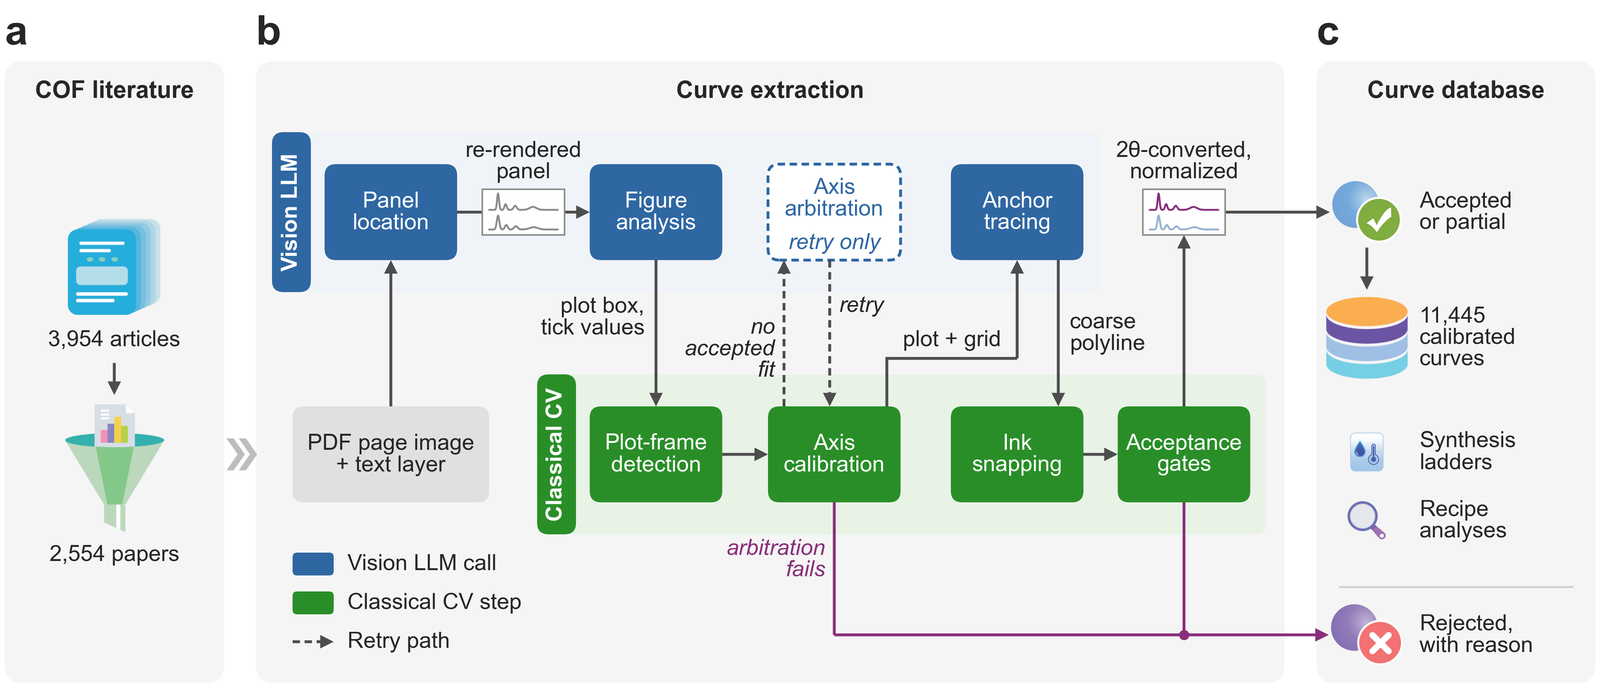 a
COF literature
3,954 articles
2,554 papers
b
Curve extraction
Vision LLM
Panel
location
re-rendered
panel
Figure
analysis
Axis
arbitration
retry only
Anchor
tracing
2θ-converted,
normalized
plot box,
tick values
no
accepted
fit
retry
plot + grid
coarse
polyline
PDF page image
+ text layer
Classical CV
Plot-frame
detection
Axis
calibration
Ink
snapping
Acceptance
gates
arbitration
fails
Vision LLM call
Classical CV step
Retry path
c
Curve database
Accepted
or partial
11,445
calibrated
curves
Synthesis
ladders
Recipe
analyses
Rejected,
with reason